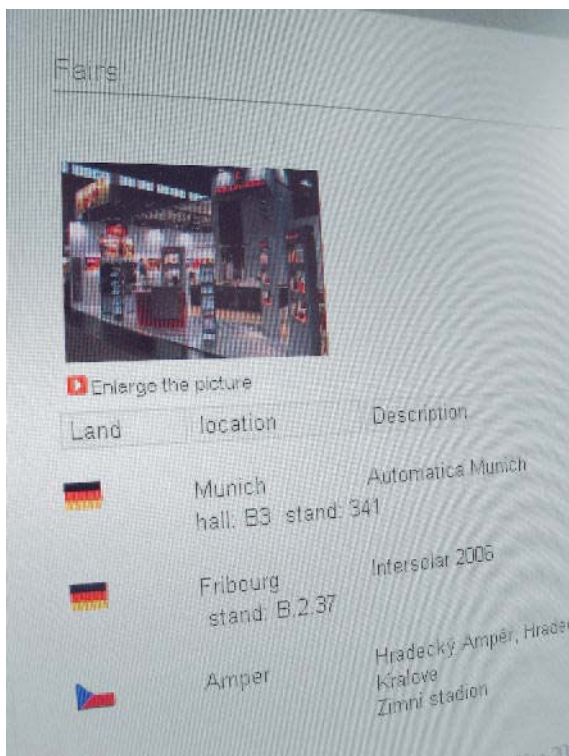 Fairs
Enlarge the picture
Land location Description
Munich Automatica Munich
hall: B3 stand: 341
Fribourg Intersolar 2006
stand: B.2.37
Amper Hradecký Ampér, Hradec
Kralove
Zimni stadion